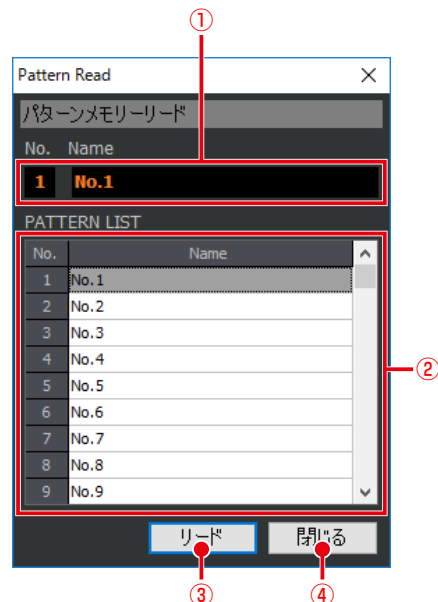 ①
Pattern Read
パターンメモリーリード
No. Name
1 No.1
PATTERN LIST
No. Name
1 No.1
2 No.2
3 No.3
4 No.4
②
5 No.5
6 No.6
7 No.7
8 No.8
9 No.9
リード 閉じる
③ ④